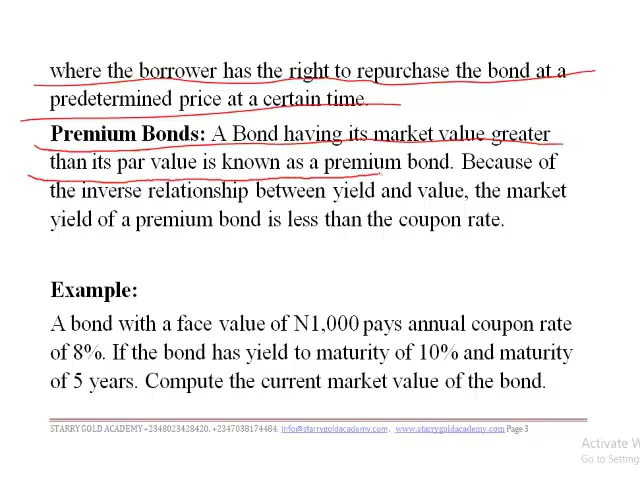 where the borrower has the right to repurchase the bond at a
predetermined price at a certain time.
Premium Bonds: A Bond having its market value greater
than its par value is known as a premium bond. Because of
the inverse relationship between yield and value, the market
yield of a premium bond is less than the coupon rate.
Example:
A bond with a face value of N1,000 pays annual coupon rate
of 8%. If the bond has yield to maturity of 10% and maturity
of 5 years. Compute the current market value of the bond.
STARRY GOLD ACADEMY +2348023428420, +2347038174484, info@starrygoldacademy.com, www.starrygoldacademy.com Page 3
Activate W
Go to Setting